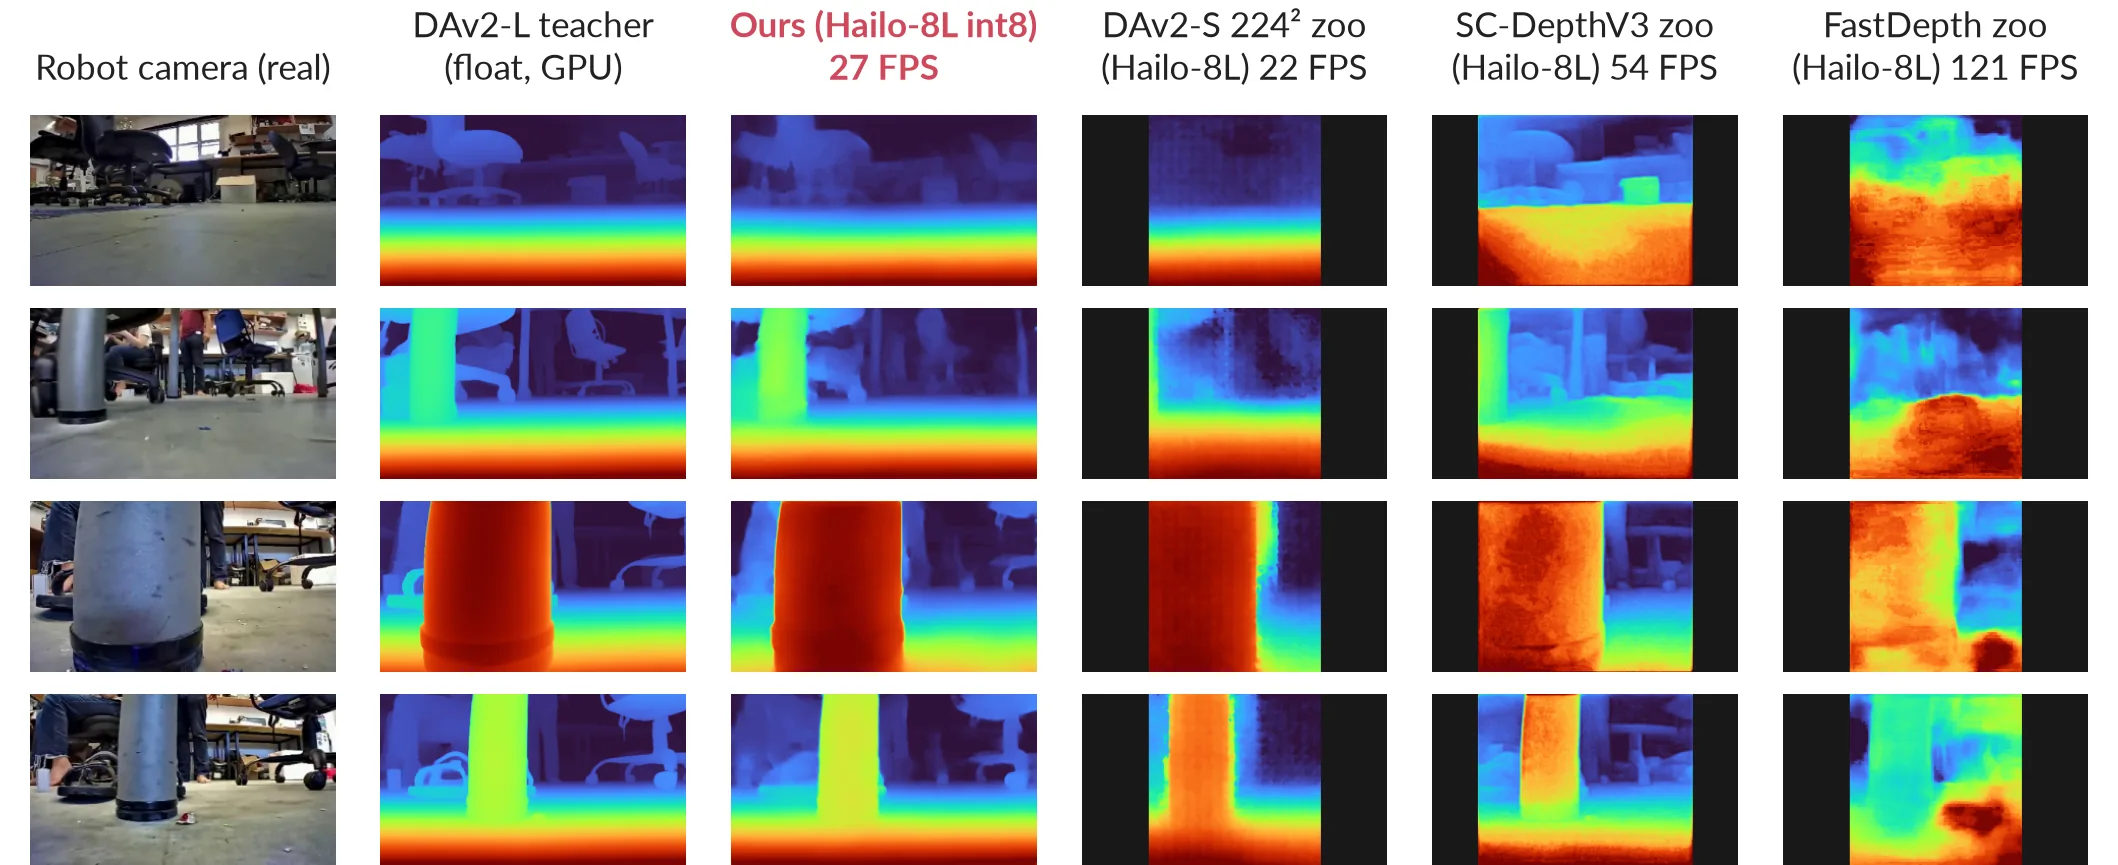 Robot camera (real)
DAv2-L teacher
(float, GPU)
Ours (Hailo-8L int8)
27 FPS
DAv2-S 224² zoo
(Hailo-8L) 22 FPS
SC-DepthV3 zoo
(Hailo-8L) 54 FPS
FastDepth zoo
(Hailo-8L) 121 FPS